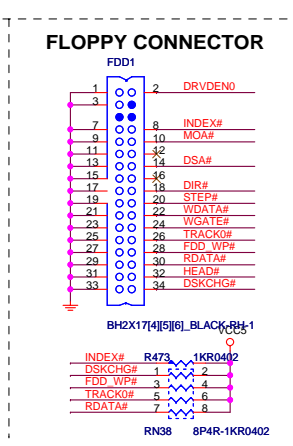 FLOPPY CONNECTOR
FDD1
1 2 DRVDEN0
3
7 8 INDEX#
9 10 MOA#
11 12
13 14 DSA#
15 16
17 18 DIR#
19 20 STEP#
21 22 WDATA#
23 24 WGATE#
25 26 TRACK0#
27 28 FDD_WP#
29 30 RDATA#
31 32 HEAD#
33 34 DSKCHG#
BH2X17[4][5][6]_BLACK-RH-1
VCC5
INDEX# R473 1KR0402
DSKCHG# 1 2
FDD_WP# 3 4
TRACK0# 5 6
RDATA# 7 8
RN38 8P4R-1KR0402